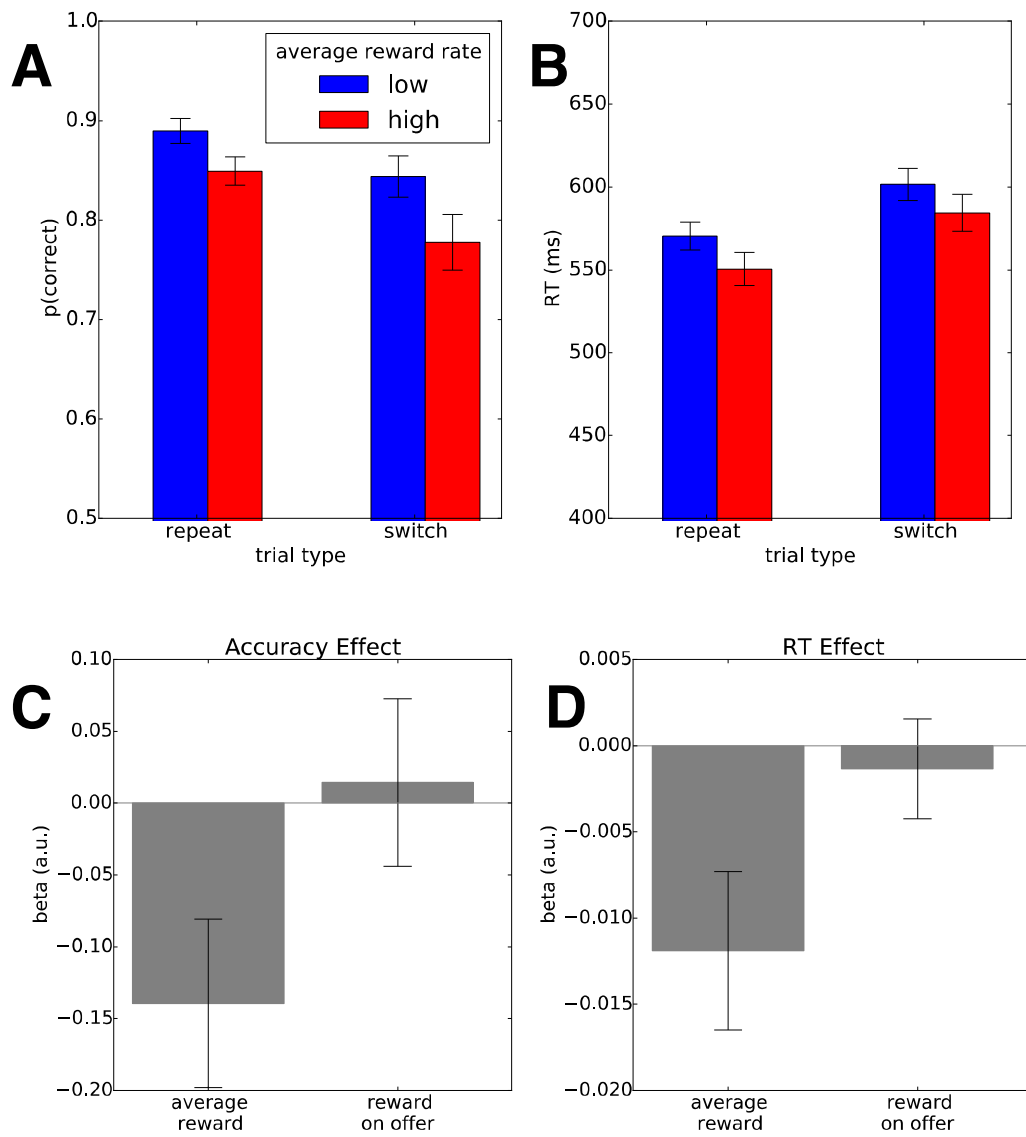 A
1.0
0.9
0.8
0.7
0.6
0.5
p(correct)
average reward rate
low
high
repeat
switch
trial type
B
700
650
600
550
500
450
400
RT (ms)
repeat
switch
trial type
C
Accuracy Effect
0.10
0.05
0.00
−0.05
−0.10
−0.15
−0.20
beta (a.u.)
average
reward
reward
on offer
D
RT Effect
0.005
0.000
−0.005
−0.010
−0.015
−0.020
beta (a.u.)
average
reward
reward
on offer